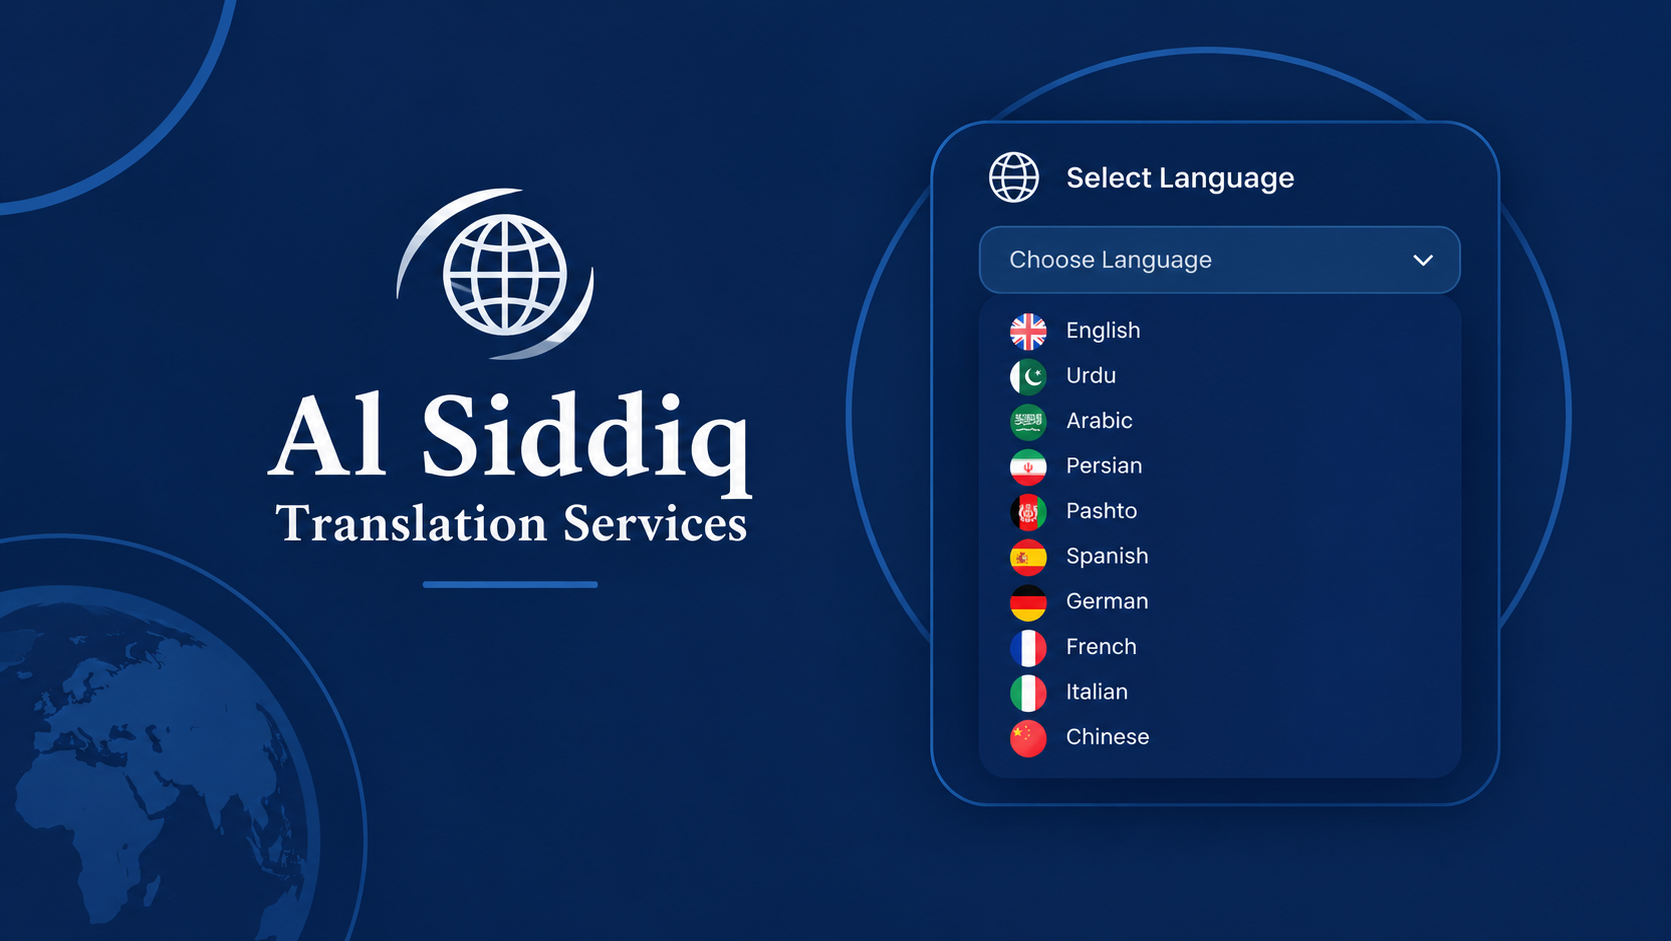 Al Siddiq
Translation Services
Select Language
Choose Language
English
Urdu
Arabic
Persian
Pashto
Spanish
German
French
Italian
Chinese